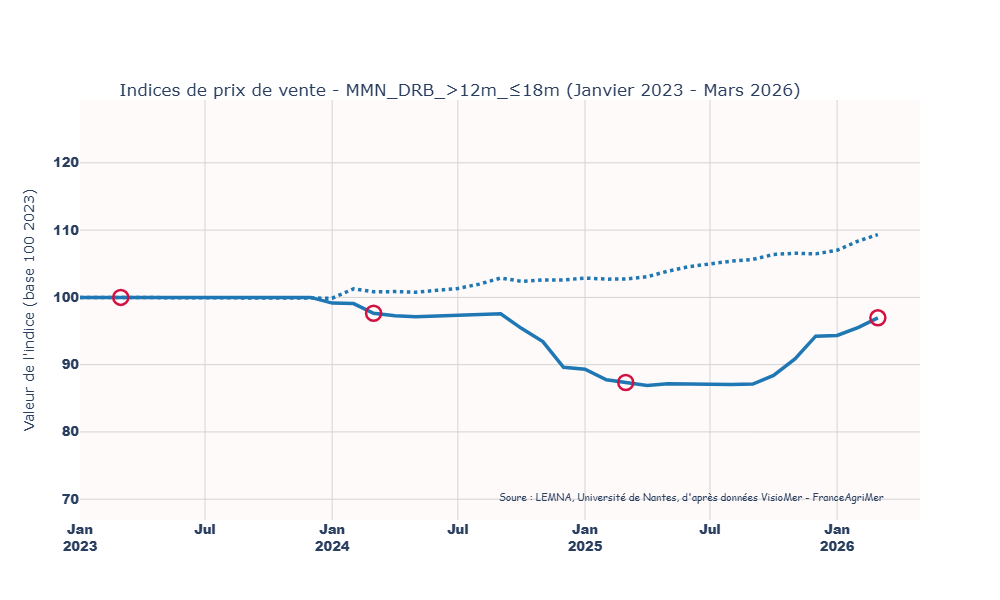 Indices de prix de vente - MMN_DRB_>12m_≤18m (Janvier 2023 - Mars 2026)
Valeur de l'indice (base 100 2023)
120
110
100
90
80
70
Soure : LEMNA, Université de Nantes, d'après données VisioMer - FranceAgriMer
Jan Jul Jan Jul Jan Jul Jan
2023 2024 2025 2026